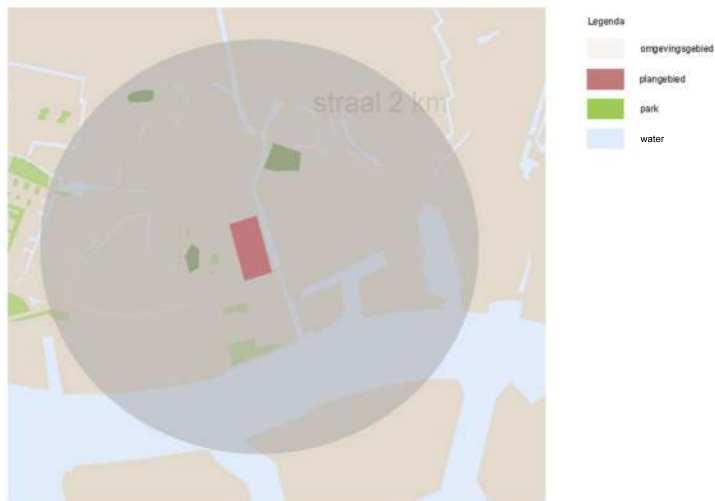 straal 2 km
Legenda
omgevingsgebied
plangebied
park
water